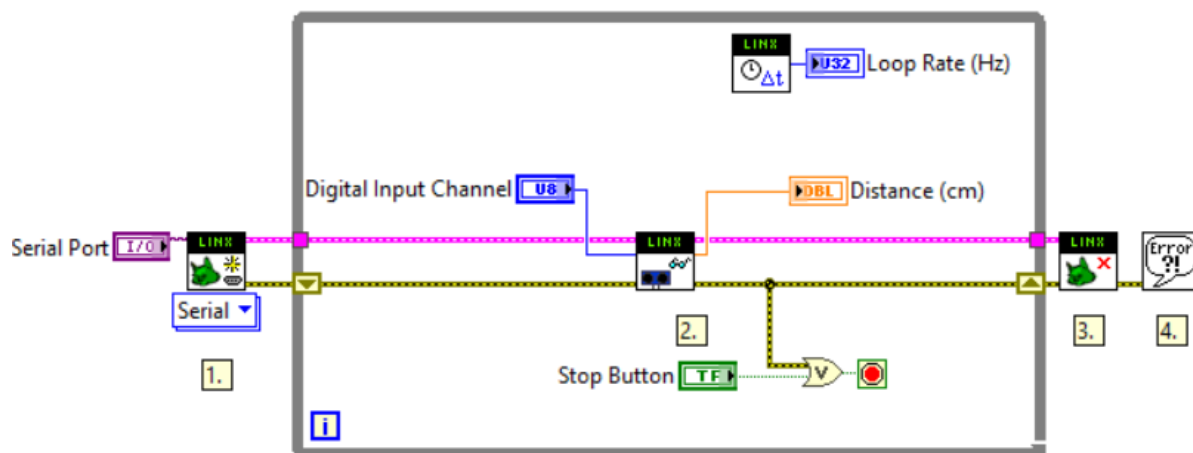 LINX
U32 Loop Rate (Hz)
Δt
Digital Input Channel U8
DBL Distance (cm)
Serial Port I/O
LINX
LINX
LINX
Error
?!
Serial
1.
2.
3.
4.
Stop Button TF
V
i